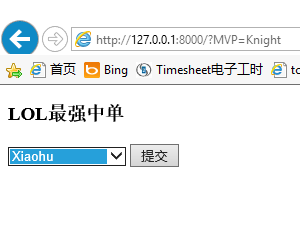 http://127.0.0.1:8000/?MVP=Knight
首页 Bing Timesheet电子工时 to
LOL最强中单
Xiaohu 提交